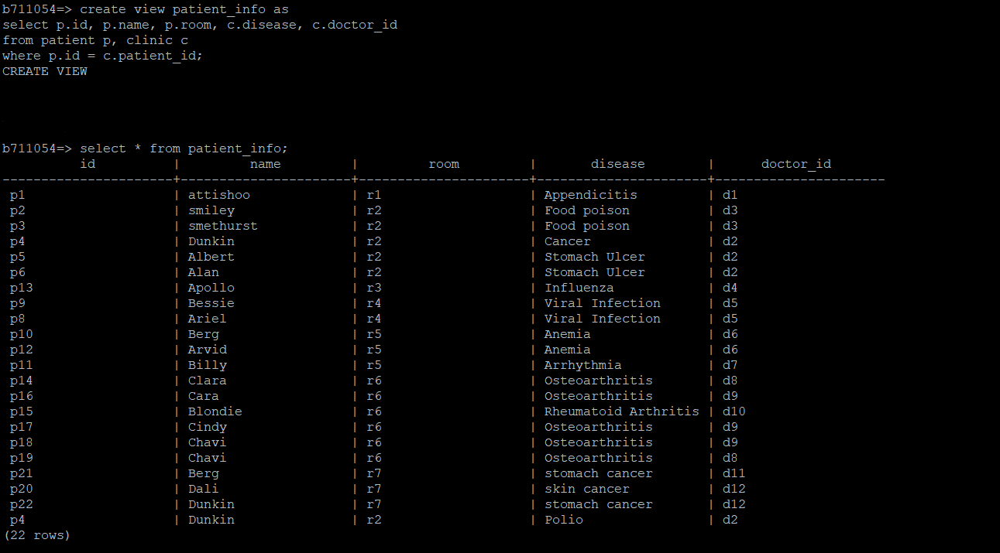 b711054=> create view patient_info as
select p.id, p.name, p.room, c.disease, c.doctor_id
from patient p, clinic c
where p.id = c.patient_id;
CREATE VIEW
b711054=> select * from patient_info;
          id          |         name         |         room         |       disease        |      doctor_id
----------------------+----------------------+----------------------+----------------------+----------------------
 p1                   | attishoo             | r1                   | Appendicitis         | d1
 p2                   | smiley               | r2                   | Food poison          | d3
 p3                   | smethurst            | r2                   | Food poison          | d3
 p4                   | Dunkin               | r2                   | Cancer               | d2
 p5                   | Albert               | r2                   | Stomach Ulcer        | d2
 p6                   | Alan                 | r2                   | Stomach Ulcer        | d2
 p13                  | Apollo               | r3                   | Influenza            | d4
 p9                   | Bessie               | r4                   | Viral Infection      | d5
 p8                   | Ariel                | r4                   | Viral Infection      | d5
 p10                  | Berg                 | r5                   | Anemia               | d6
 p12                  | Arvid                | r5                   | Anemia               | d6
 p11                  | Billy                | r5                   | Arrhythmia           | d7
 p14                  | Clara                | r6                   | Osteoarthritis       | d8
 p16                  | Cara                 | r6                   | Osteoarthritis       | d9
 p15                  | Blondie              | r6                   | Rheumatoid Arthritis | d10
 p17                  | Cindy                | r6                   | Osteoarthritis       | d9
 p18                  | Chavi                | r6                   | Osteoarthritis       | d9
 p19                  | Chavi                | r6                   | Osteoarthritis       | d8
 p21                  | Berg                 | r7                   | stomach cancer       | d11
 p20                  | Dali                 | r7                   | skin cancer          | d12
 p22                  | Dunkin               | r7                   | stomach cancer       | d12
 p4                   | Dunkin               | r2                   | Polio                | d2
(22 rows)